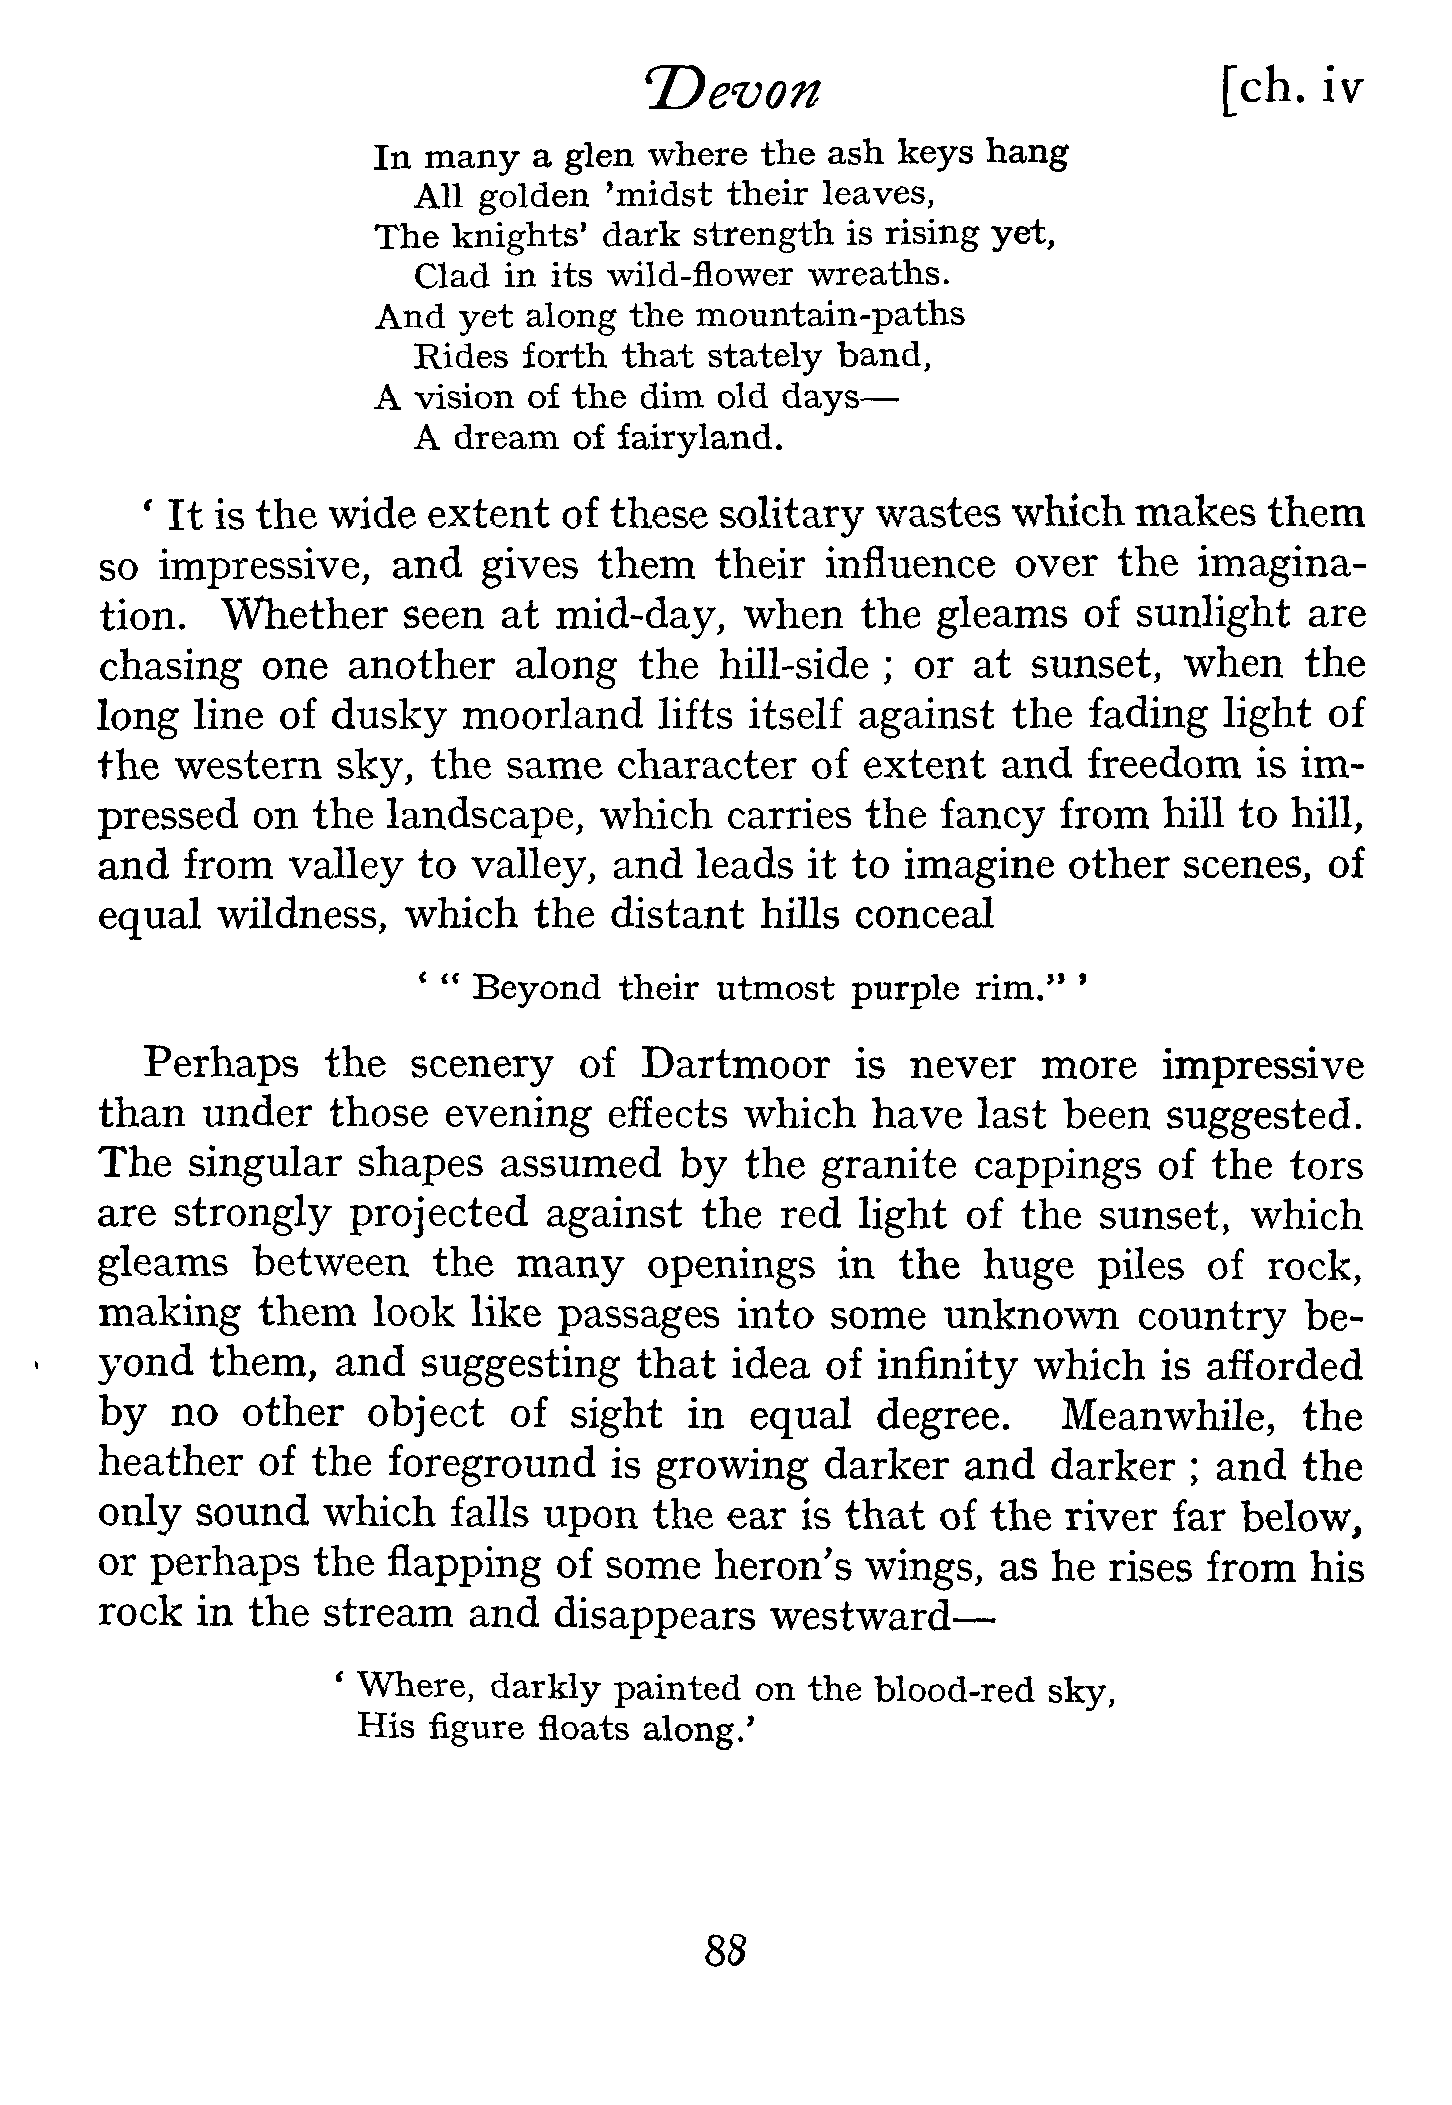 Devon [ch. iv
In many a glen where the ash keys hang
All golden 'midst their leaves,
The knights' dark strength is rising yet,
Clad in its wild-flower wreaths.
And yet along the mountain-paths
Rides forth that stately band,
A vision of the dim old days—
A dream of fairyland.
‘ It is the wide extent of these solitary wastes which makes them
so impressive, and gives them their influence over the imagina-
tion. Whether seen at mid-day, when the gleams of sunlight are
chasing one another along the hill-side ; or at sunset, when the
long line of dusky moorland lifts itself against the fading light of
the western sky, the same character of extent and freedom is im-
pressed on the landscape, which carries the fancy from hill to hill,
and from valley to valley, and leads it to imagine other scenes, of
equal wildness, which the distant hills conceal
‘ “ Beyond their utmost purple rim.” ’
Perhaps the scenery of Dartmoor is never more impressive
than under those evening effects which have last been suggested.
The singular shapes assumed by the granite cappings of the tors
are strongly projected against the red light of the sunset, which
gleams between the many openings in the huge piles of rock,
making them look like passages into some unknown country be-
yond them, and suggesting that idea of infinity which is afforded
by no other object of sight in equal degree. Meanwhile, the
heather of the foreground is growing darker and darker ; and the
only sound which falls upon the ear is that of the river far below,
or perhaps the flapping of some heron's wings, as he rises from his
rock in the stream and disappears westward—
‘ Where, darkly painted on the blood-red sky,
His figure floats along.’
88